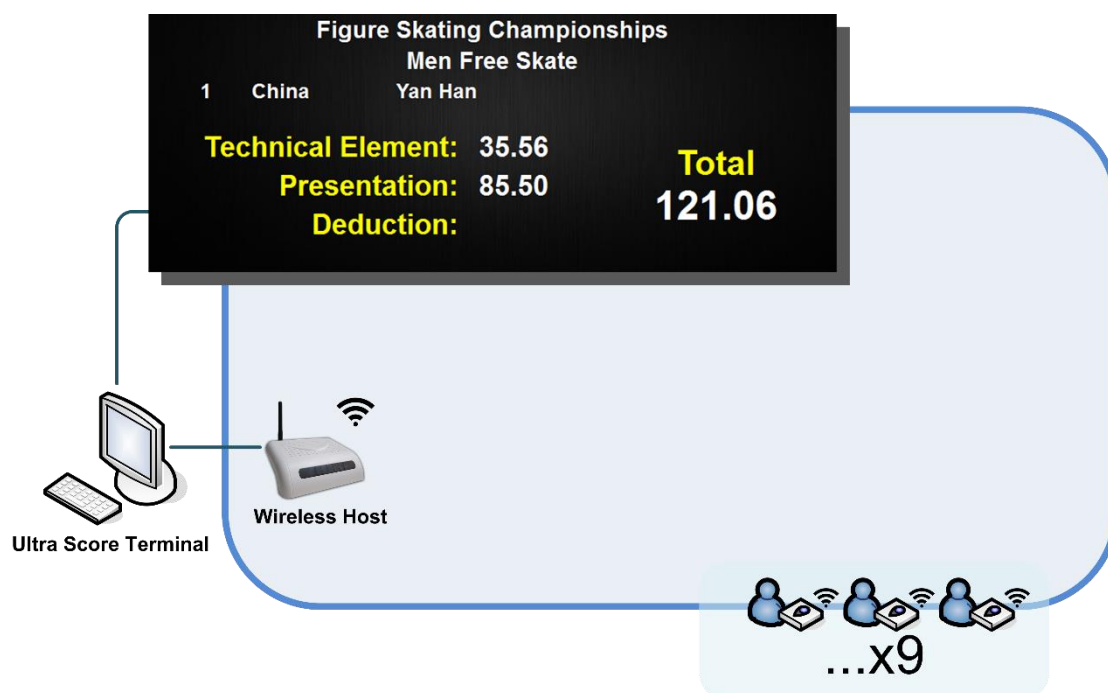 Figure Skating Championships
Men Free Skate
1 China Yan Han
Technical Element: 35.56
Presentation: 85.50
Deduction:
Total
121.06
Wireless Host
Ultra Score Terminal
...x9